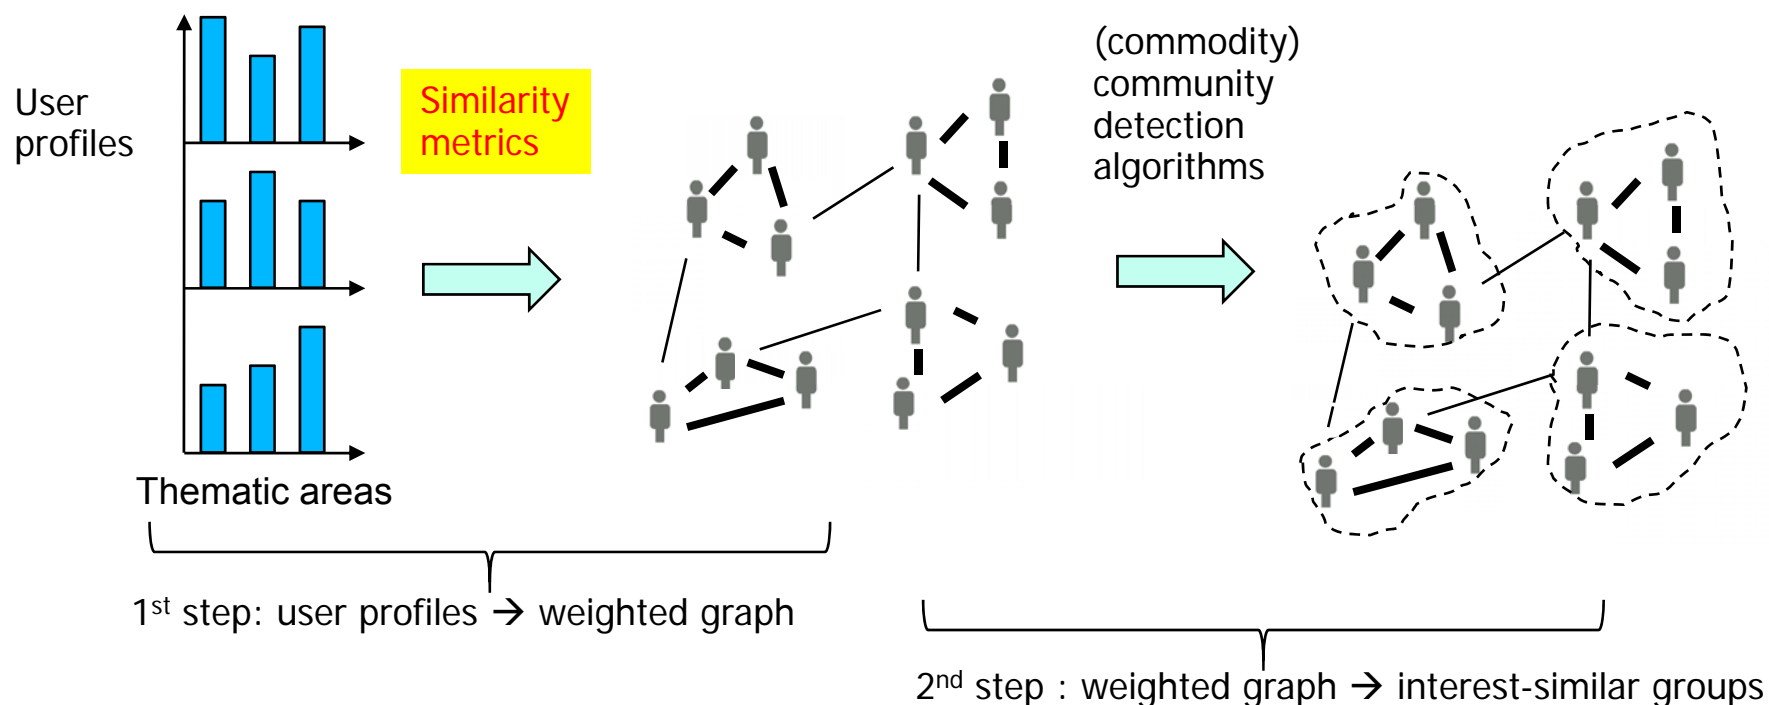 User
profiles
Similarity
metrics
(commodity)
community
detection
algorithms
Thematic areas
1st step: user profiles → weighted graph
2nd step : weighted graph → interest-similar groups